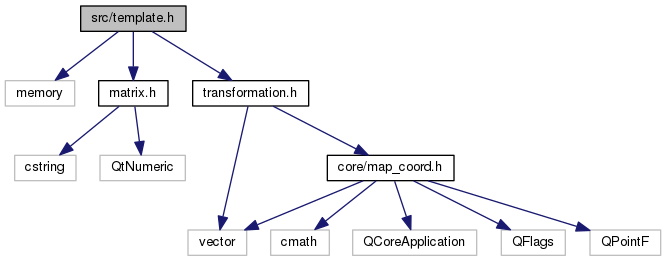 src/template.h
memory
matrix.h
transformation.h
cstring
QtNumeric
core/map_coord.h
vector
cmath
QCoreApplication
QFlags
QPointF